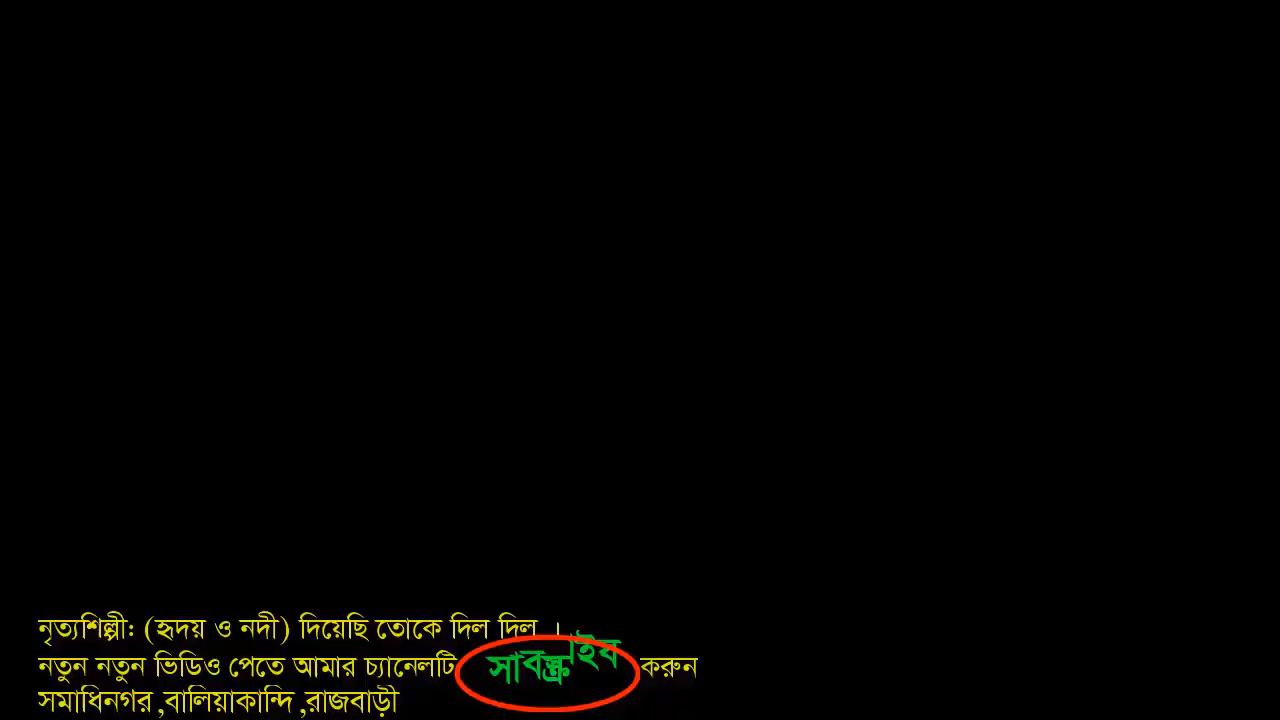 নৃত্যশিল্পী: (হৃদয় ও নদী) দিয়েছি তোকে দিল দিল ।
নতুন নতুন ভিডিও পেতে আমার চ্যানেলটি সাবস্ক্রাইব করুন
সমাধিনগর ,বালিয়াকান্দি ,রাজবাড়ী